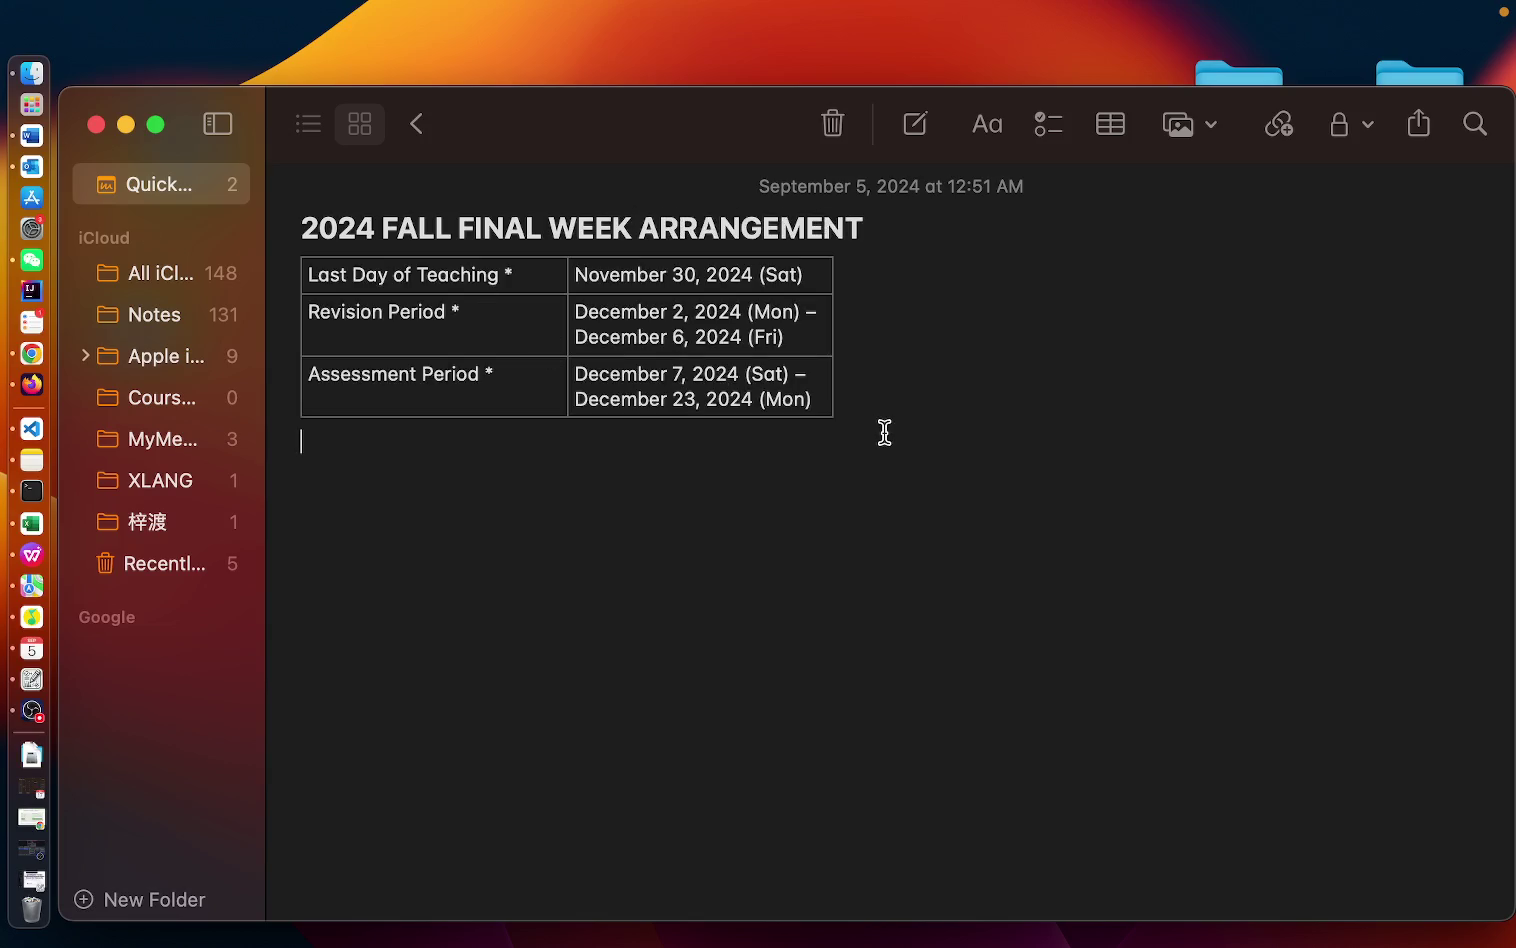 Quick... 2
iCloud
All iCl... 148
Notes 131
Apple i... 9
Cours... 0
MyMe... 3
XLANG 1
梓渡 1
Recentl... 5
Google
New Folder
Aa
September 5, 2024 at 12:51 AM
2024 FALL FINAL WEEK ARRANGEMENT
Last Day of Teaching * November 30, 2024 (Sat)
Revision Period * December 2, 2024 (Mon) –
December 6, 2024 (Fri)
Assessment Period * December 7, 2024 (Sat) –
December 23, 2024 (Mon)